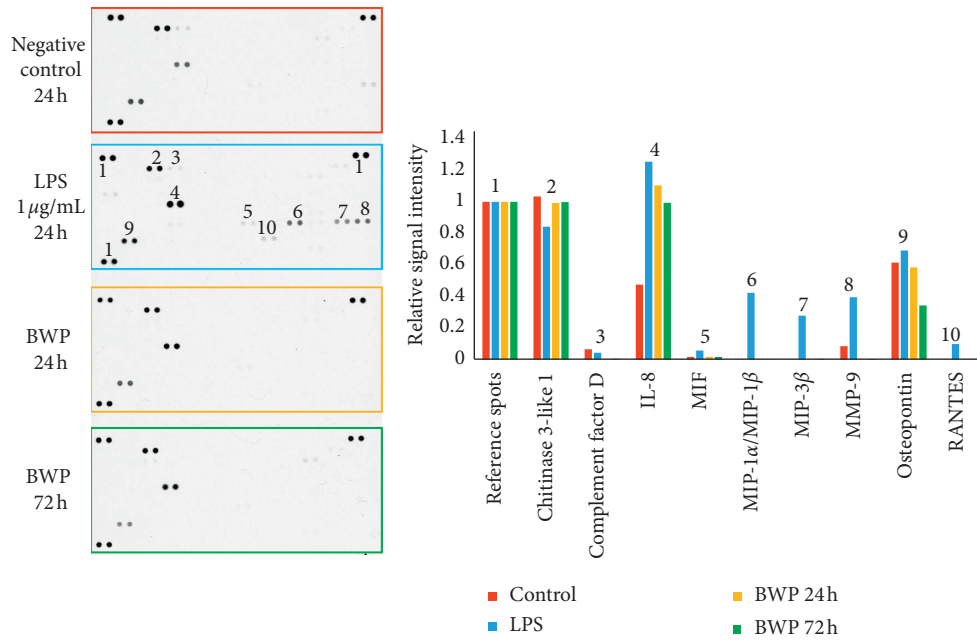 Negative
control
24 h
LPS
1 μg/mL
24 h
BWP
24 h
BWP
72 h
1
2
3
1
4
5
6
7
8
10
9
1
Relative signal intensity
1.4
1.2
1
0.8
0.6
0.4
0.2
0
1
2
3
4
5
6
7
8
9
10
Reference spots
Chitinase 3-like 1
Complement factor D
IL-8
MIF
MIP-1α/MIP-1β
MIP-3β
MMP-9
Osteopontin
RANTES
Control
LPS
BWP 24 h
BWP 72 h